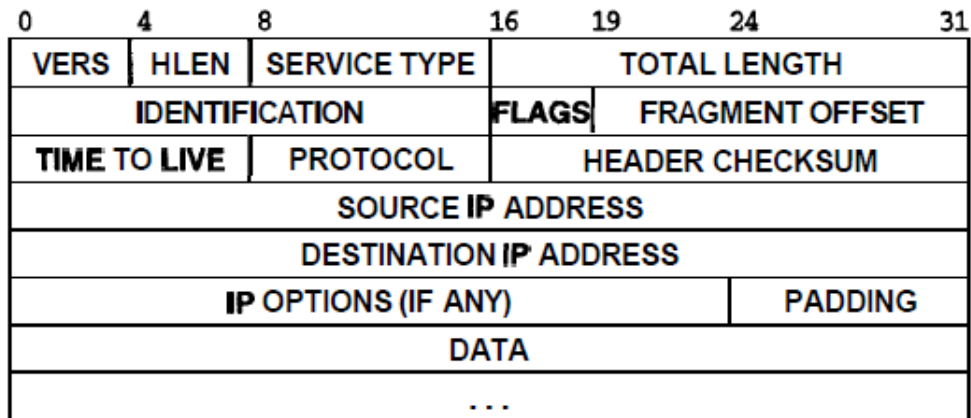 0 4 8 16 19 24 31
VERS HLEN SERVICE TYPE TOTAL LENGTH
IDENTIFICATION FLAGS FRAGMENT OFFSET
TIME TO LIVE PROTOCOL HEADER CHECKSUM
SOURCE IP ADDRESS
DESTINATION IP ADDRESS
IP OPTIONS (IF ANY) PADDING
DATA
...